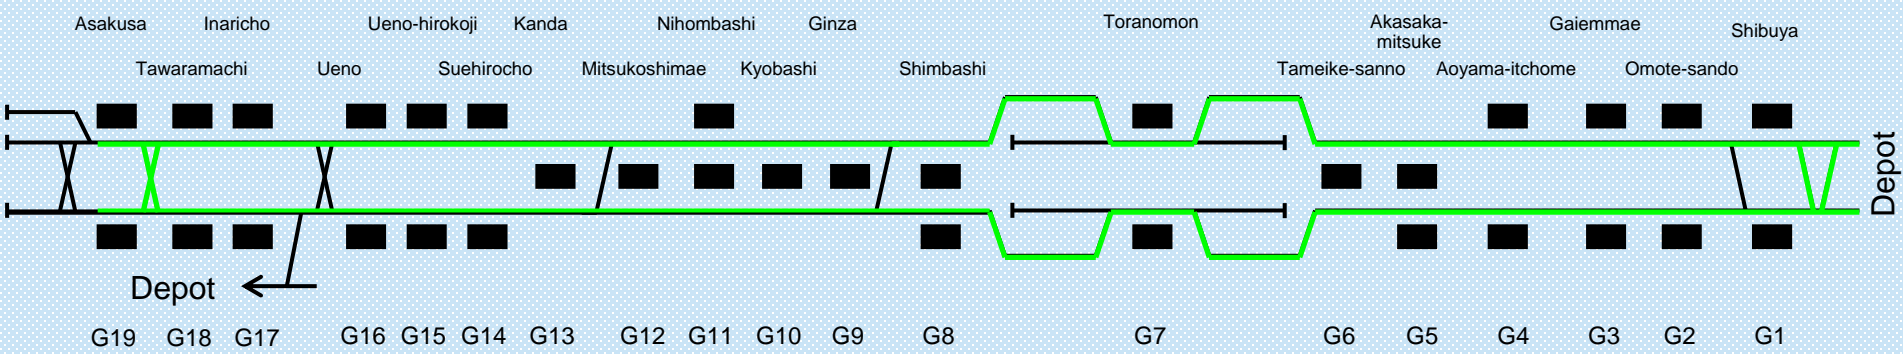 Asakusa Inaricho Ueno-hirokoji Kanda Nihombashi Ginza Toranomon Akasaka- Gaiemmae Shibuya
mitsuke
Tawaramachi Ueno Suehirocho Mitsukoshimae Kyobashi Shimbashi Tameike-sanno Aoyama-itchome Omote-sando
Depot
Depot
G19 G18 G17 G16 G15 G14 G13 G12 G11 G10 G9 G8 G7 G6 G5 G4 G3 G2 G1